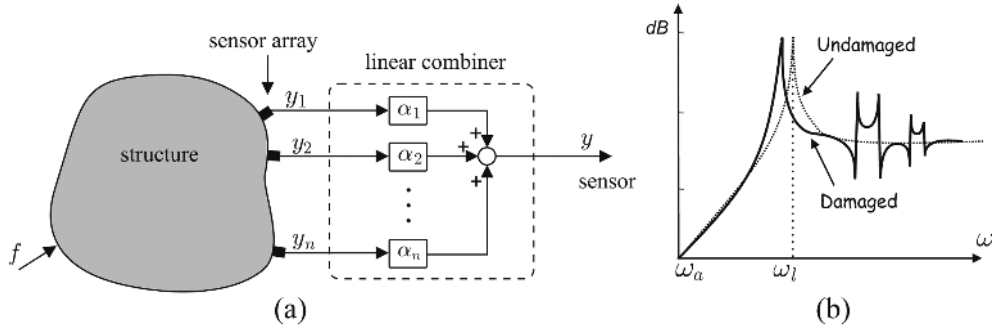 sensor array
linear combiner
y₁
α₁
+
structure
y₂
α₂
+
y
+
sensor
f
yₙ
αₙ
(a)
dB
Undamaged
Damaged
ωₐ
ωₗ
ω
(b)